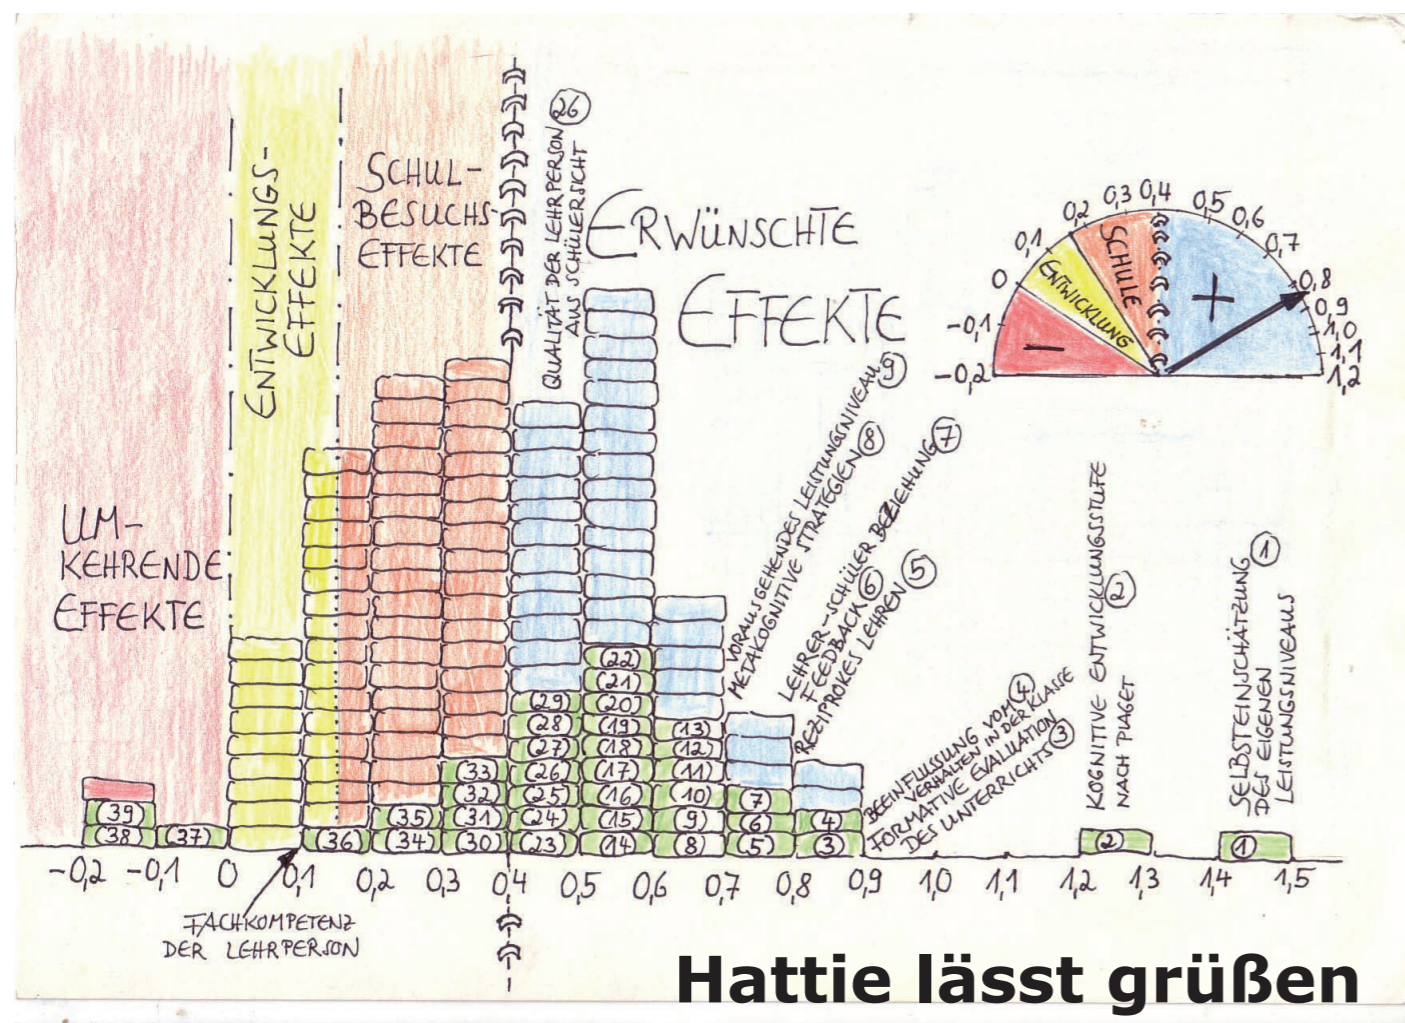 ENTWICKLUNGS-
EFFEKTE
SCHUL-
BESUCHS-
EFFEKTE
QUALITÄT DER LEHRPERSON 26
AUS SCHÜLERSICHT
ERWÜNSCHTE
EFFEKTE
UM-
KEHRENDE
EFFEKTE
-0,2
-0,1
0
0,1
0,2
0,3
0,4
0,5
0,6
0,7
0,8
0,9
1,0
1,1
1,2
−
ENTWICKLUNG
SCHULE
+
VORAUSGEHENDES LEISTUNGSNIVEAU 9
METAKOGNITIVE STRATEGIEN 8
LEHRER-SCHÜLER BEZIEHUNG 7
FEEDBACK 6
REZIPROKES LEHREN 5
BEEINFLUSSUNG VOM 4
VERHALTEN IN DER KLASSE
FORMATIVE EVALUATION
DES UNTERRICHTS 3
KOGNITIVE ENTWICKLUNGSSTUFE 2
NACH PIAGET
SELBSTEINSCHÄTZUNG 1
DES EIGENEN
LEISTUNGSNIVEAUS
39
38
37
36
35
34
33
32
31
30
29
28
27
26
25
24
23
22
21
20
19
18
17
16
15
14
13
12
11
10
9
8
7
6
5
4
3
2
1
-0,2 -0,1 0 0,1 0,2 0,3 0,4 0,5 0,6 0,7 0,8 0,9 1,0 1,1 1,2 1,3 1,4 1,5
FACHKOMPETENZ
DER LEHRPERSON
Hattie lässt grüßen